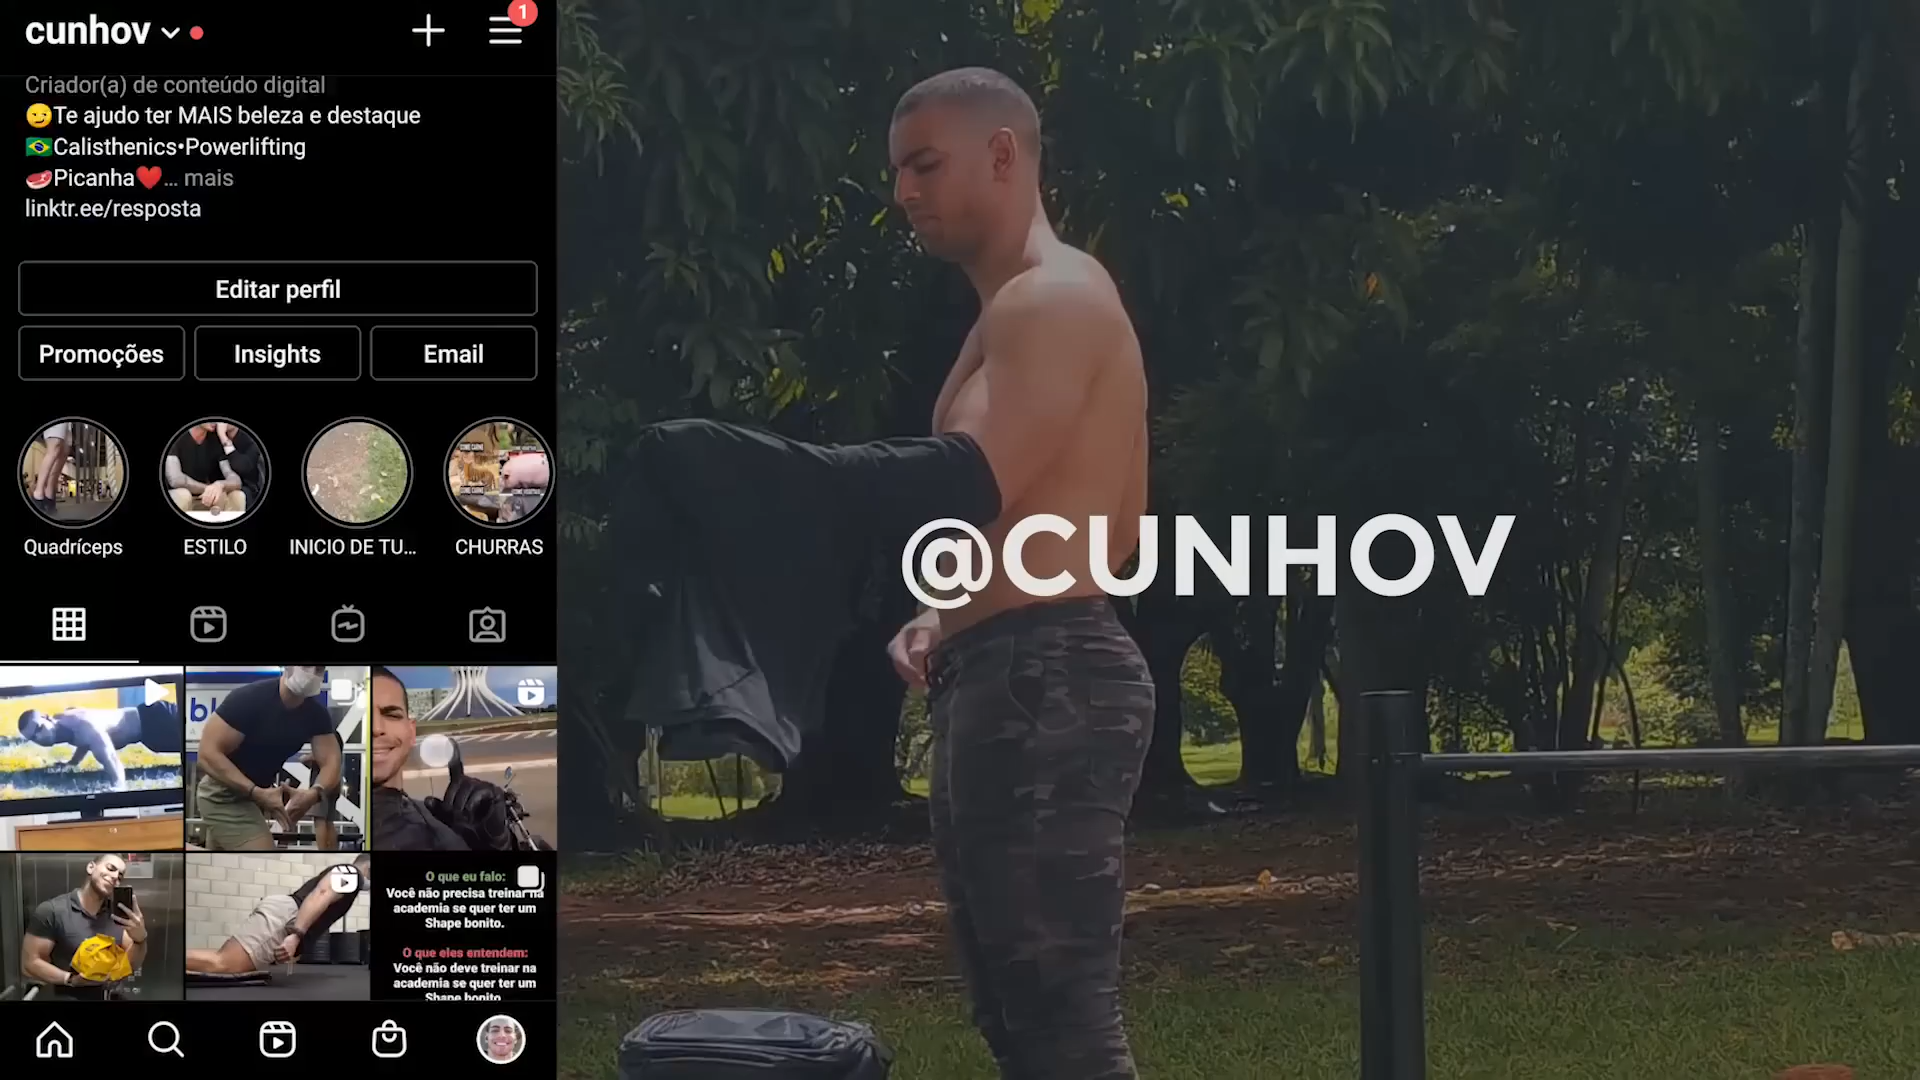 cunhov
1
Criador(a) de conteúdo digital
😏Te ajudo ter MAIS beleza e destaque
🇧🇷Calisthenics•Powerlifting
🥩Picanha❤️... mais
linktr.ee/resposta
Editar perfil
Promoções
Insights
Email
Quadríceps
ESTILO
INICIO DE TU...
CHURRAS
@CUNHOV
O que eu falo:
Você não precisa treinar na
academia se quer ter um
Shape bonito.
O que eles entendem:
Você não deve treinar na
academia se quer ter um
Shape bonito